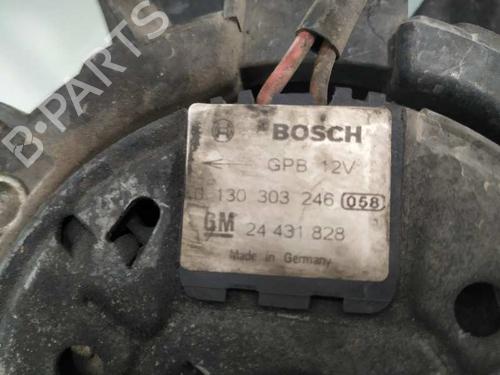 BOSCH
← GPB 12V
0 130 303 246 058
GM 24 431 828
Made in Germany
B-PARTS